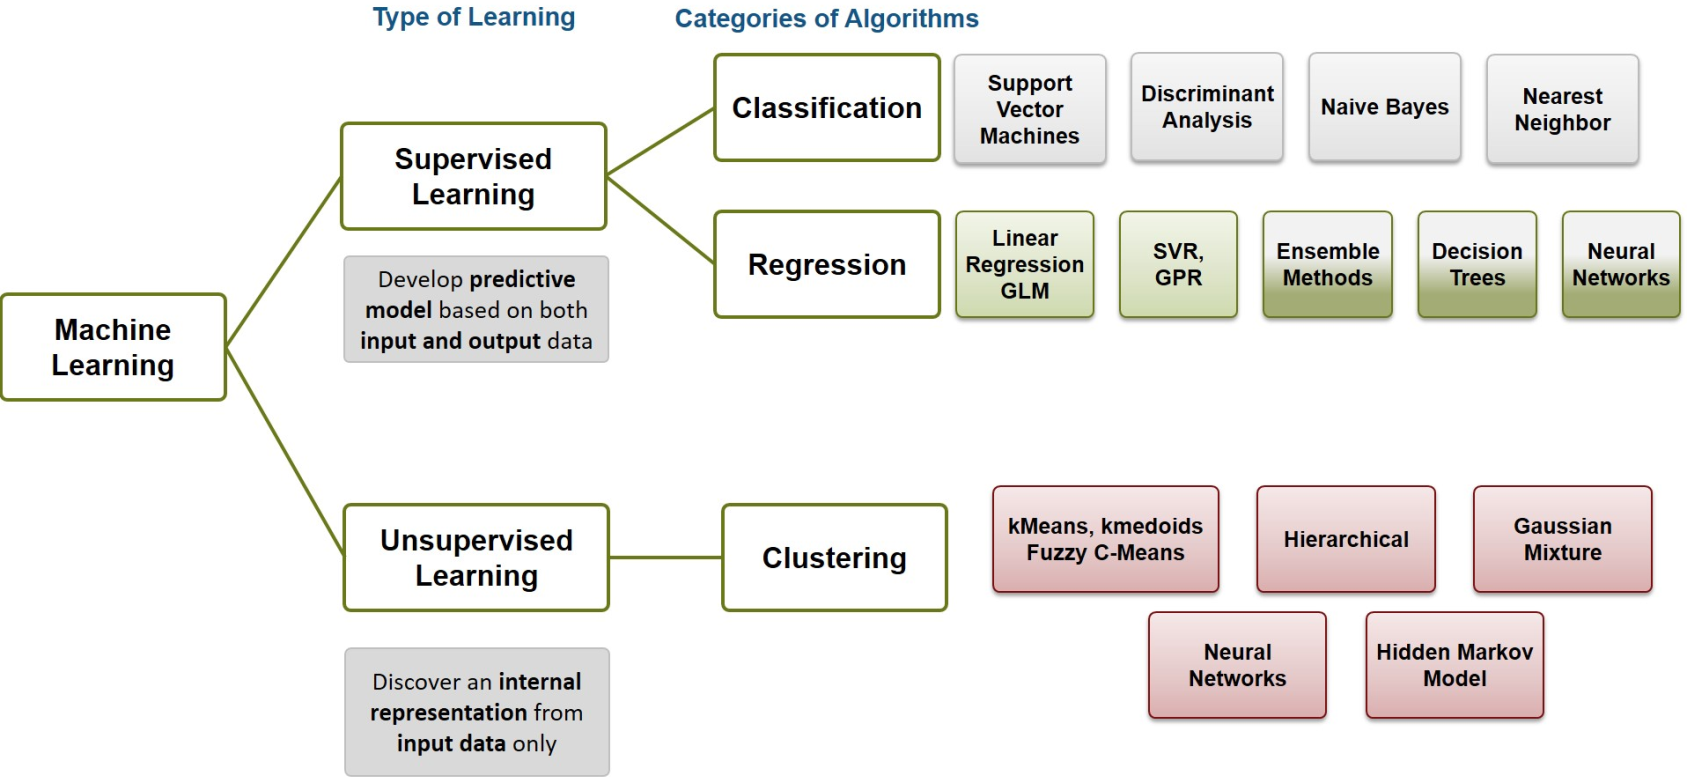 Type of Learning
Categories of Algorithms
Machine
Learning
Supervised
Learning
Develop predictive
model based on both
input and output data
Classification
Support
Vector
Machines
Discriminant
Analysis
Naive Bayes
Nearest
Neighbor
Regression
Linear
Regression
GLM
SVR,
GPR
Ensemble
Methods
Decision
Trees
Neural
Networks
Unsupervised
Learning
Discover an internal
representation from
input data only
Clustering
kMeans, kmedoids
Fuzzy C-Means
Hierarchical
Gaussian
Mixture
Neural
Networks
Hidden Markov
Model